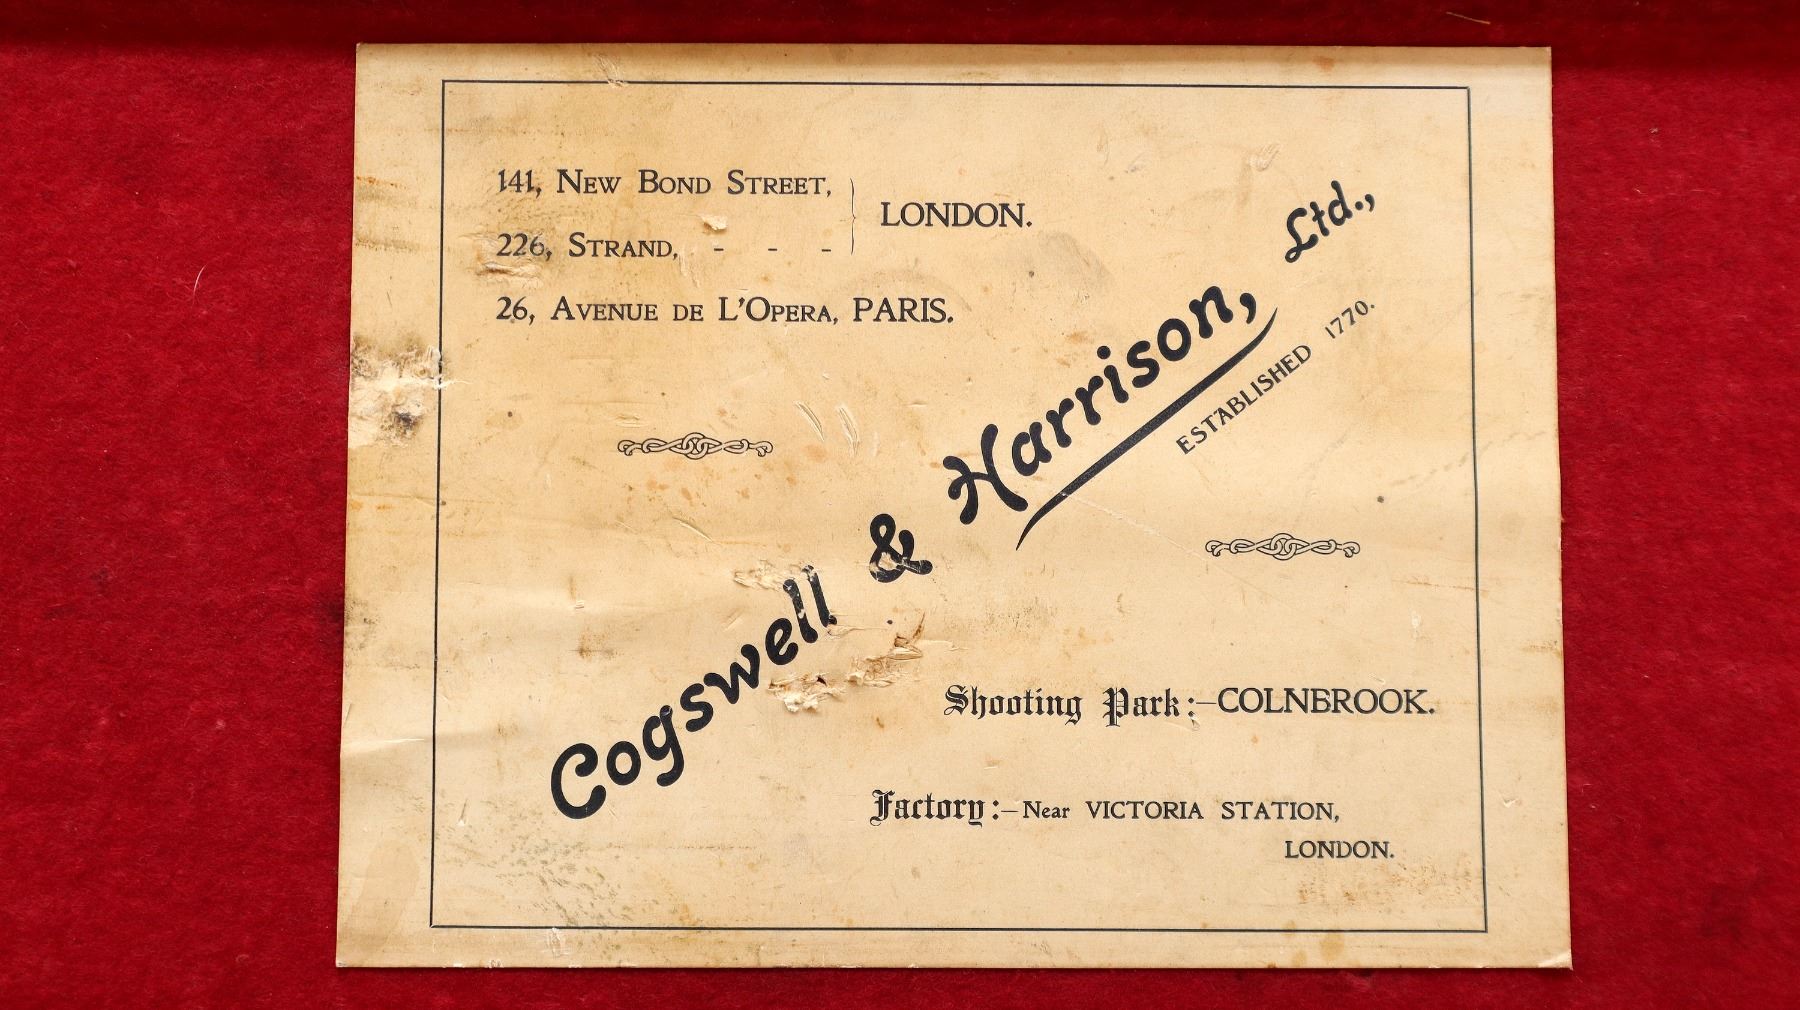 141, New Bond Street,
LONDON.
226, Strand, - - -
26, Avenue de L'Opera, PARIS.
Cogswell & Harrison, Ltd.,
ESTABLISHED 1770.
Shooting Park:—COLNBROOK.
Factory:—Near VICTORIA STATION,
LONDON.